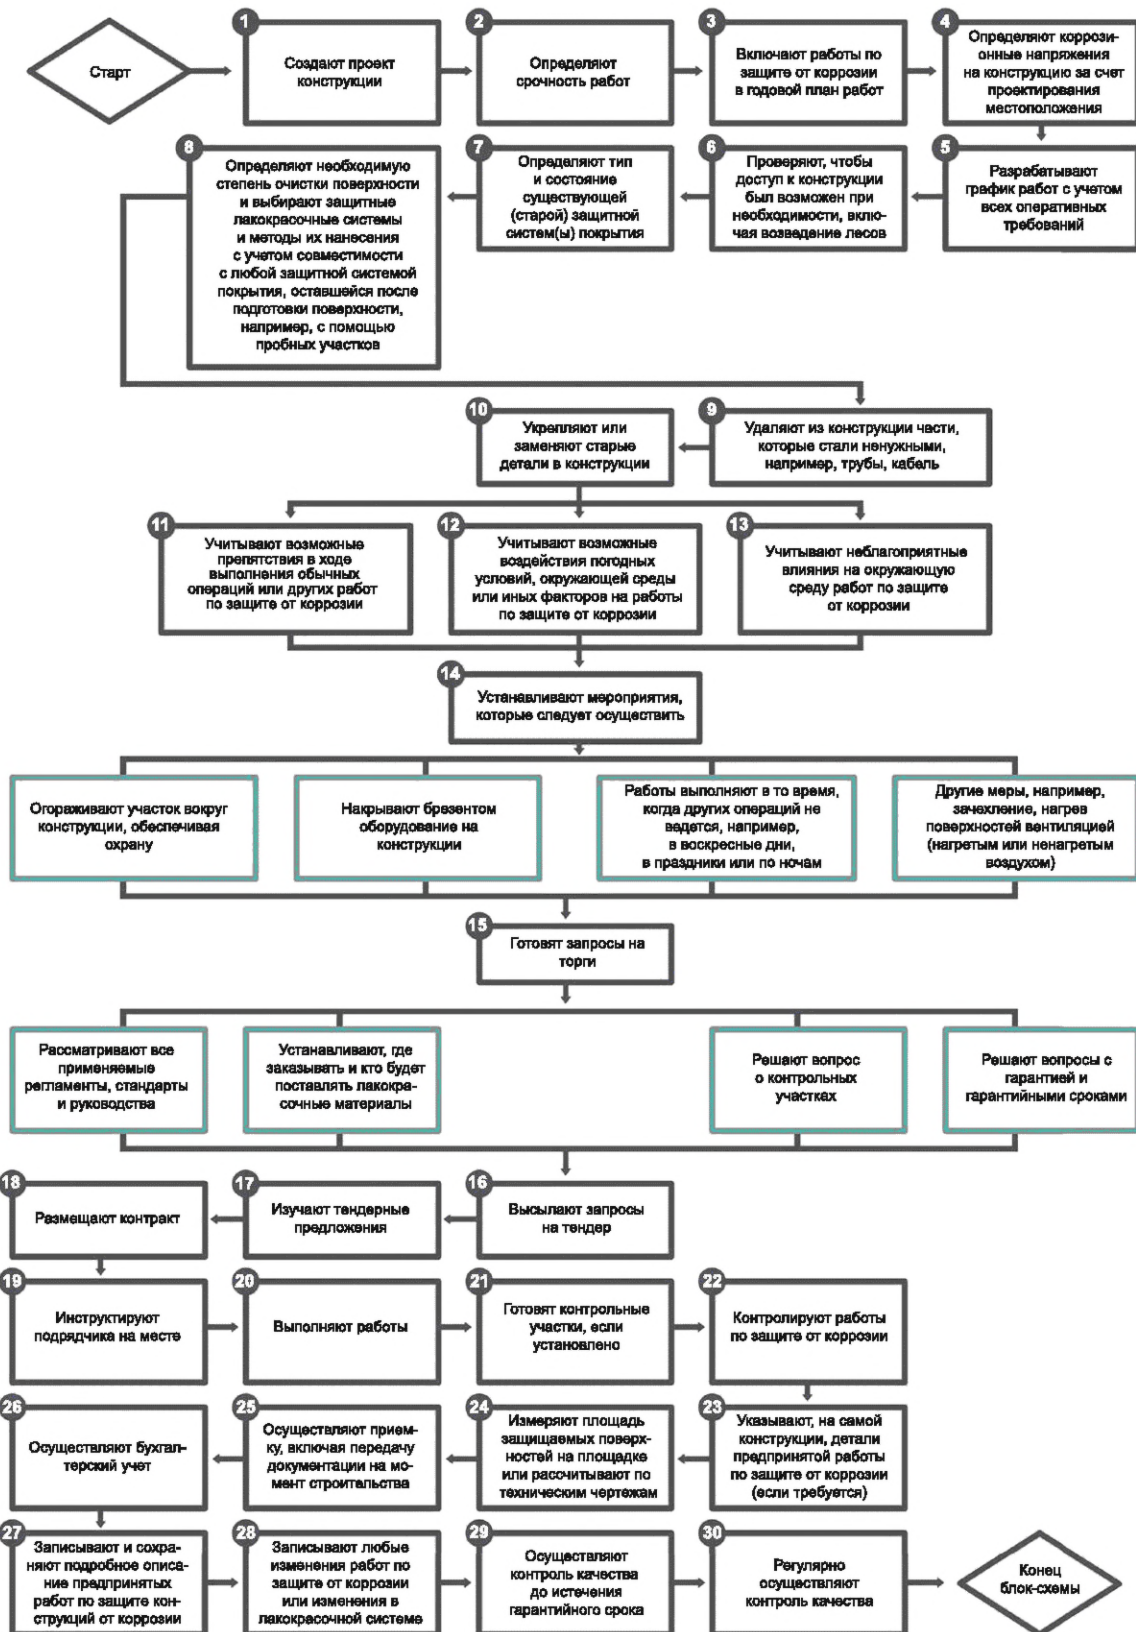 Старт
1
Создают проект
конструкции
2
Определяют
срочность работ
3
Включают работы по
защите от коррозии
в годовой план работ
4
Определяют коррози-
онные напряжения
на конструкцию за счет
проектирования
местоположения
5
Разрабатывают
график работ с учетом
всех оперативных
требований
6
Проверяют, чтобы
доступ к конструкции
был возможен при
необходимости, вклю-
чая возведение лесов
7
Определяют тип
и состояние
существующей
(старой) защитной
систем(ы) покрытия
8
Определяют необходимую
степень очистки поверхности
и выбирают защитные
лакокрасочные системы
и методы их нанесения
с учетом совместимости
с любой защитной системой
покрытия, оставшейся после
подготовки поверхности,
например, с помощью
пробных участков
9
Удаляют из конструкции части,
которые стали ненужными,
например, трубы, кабель
10
Укрепляют или
заменяют старые
детали в конструкции
11
Учитывают возможные
препятствия в ходе
выполнения обычных
операций или других работ
по защите от коррозии
12
Учитывают возможные
воздействия погодных
условий, окружающей среды
или иных факторов на работы
по защите от коррозии
13
Учитывают неблагоприятные
влияния на окружающую
среду работ по защите
от коррозии
14
Устанавливают мероприятия,
которые следует осуществить
Огораживают участок вокруг
конструкции, обеспечивая
охрану
Накрывают брезентом
оборудование на
конструкции
Работы выполняют в то время,
когда других операций не
ведется, например,
в воскресные дни,
в праздники или по ночам
Другие меры, например,
зачехление, нагрев
поверхностей вентиляцией
(нагретым или ненагретым
воздухом)
15
Готовят запросы на
торги
Рассматривают все
применяемые
регламенты, стандарты
и руководства
Устанавливают, где
заказывать и кто будет
поставлять лакокра-
сочные материалы
Решают вопрос
о контрольных
участках
Решают вопросы с
гарантией и
гарантийными сроками
16
Высылают запросы
на тендер
17
Изучают тендерные
предложения
18
Размещают контракт
19
Инструктируют
подрядчика на месте
20
Выполняют работы
21
Готовят контрольные
участки, если
установлено
22
Контролируют работы
по защите от коррозии
23
Указывают, на самой
конструкции, детали
предпринятой работы
по защите от коррозии
(если требуется)
24
Измеряют площадь
защищаемых поверх-
ностей на площадке
или рассчитывают по
техническим чертежам
25
Осуществляют прием-
ку, включая передачу
документации на мо-
мент строительства
26
Осуществляют бухгал-
терский учет
27
Записывают и сохра-
няют подробное описа-
ние предпринятых
работ по защите кон-
струкций от коррозии
28
Записывают любые
изменения работ по
защите от коррозии
или изменения в
лакокрасочной системе
29
Осуществляют
контроль качества
до истечения
гарантийного срока
30
Регулярно
осуществляют
контроль качества
Конец
блок-схемы